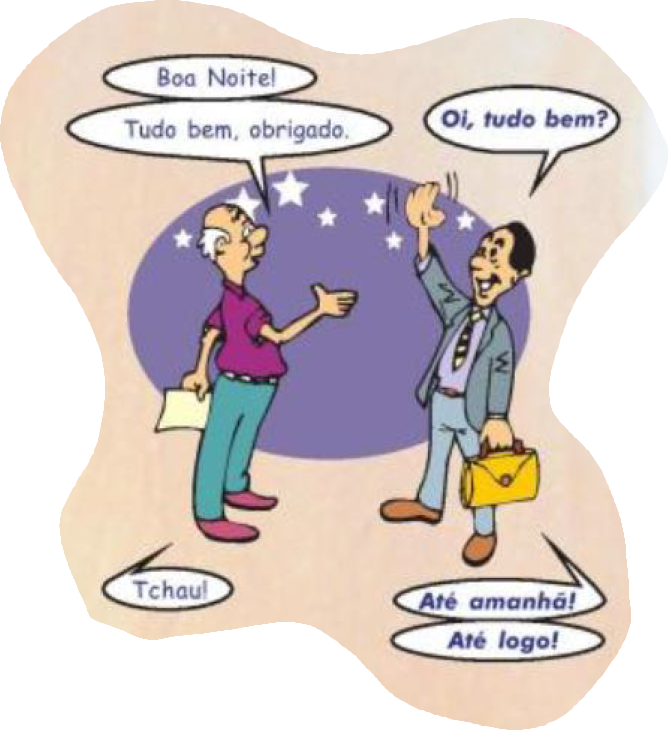 Boa Noite!
Tudo bem, obrigado.
Oi, tudo bem?
Tchau!
Até amanhã!
Até logo!